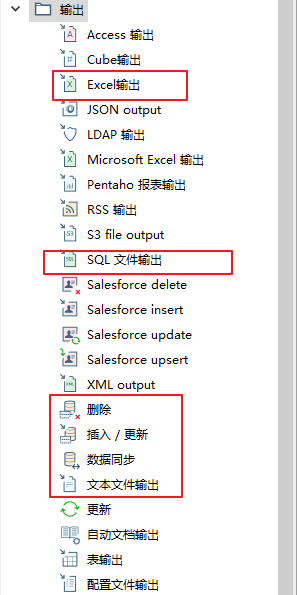 输出
Access 输出
Cube输出
Excel输出
JSON output
LDAP 输出
Microsoft Excel 输出
Pentaho 报表输出
RSS 输出
S3 file output
SQL 文件输出
Salesforce delete
Salesforce insert
Salesforce update
Salesforce upsert
XML output
删除
插入 / 更新
数据同步
文本文件输出
更新
自动文档输出
表输出
配置文件输出